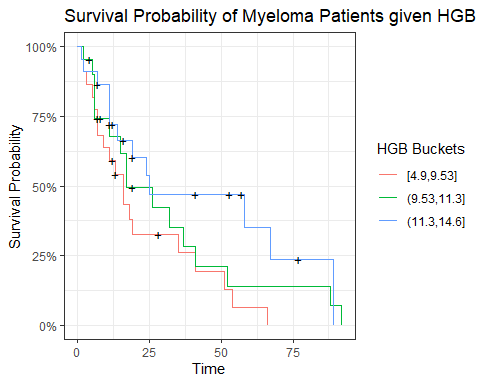 Survival Probability of Myeloma Patients given HGB
100%
75%
50%
25%
0%
Survival Probability
0 25 50 75
Time
HGB Buckets
[4.9,9.53]
(9.53,11.3]
(11.3,14.6]